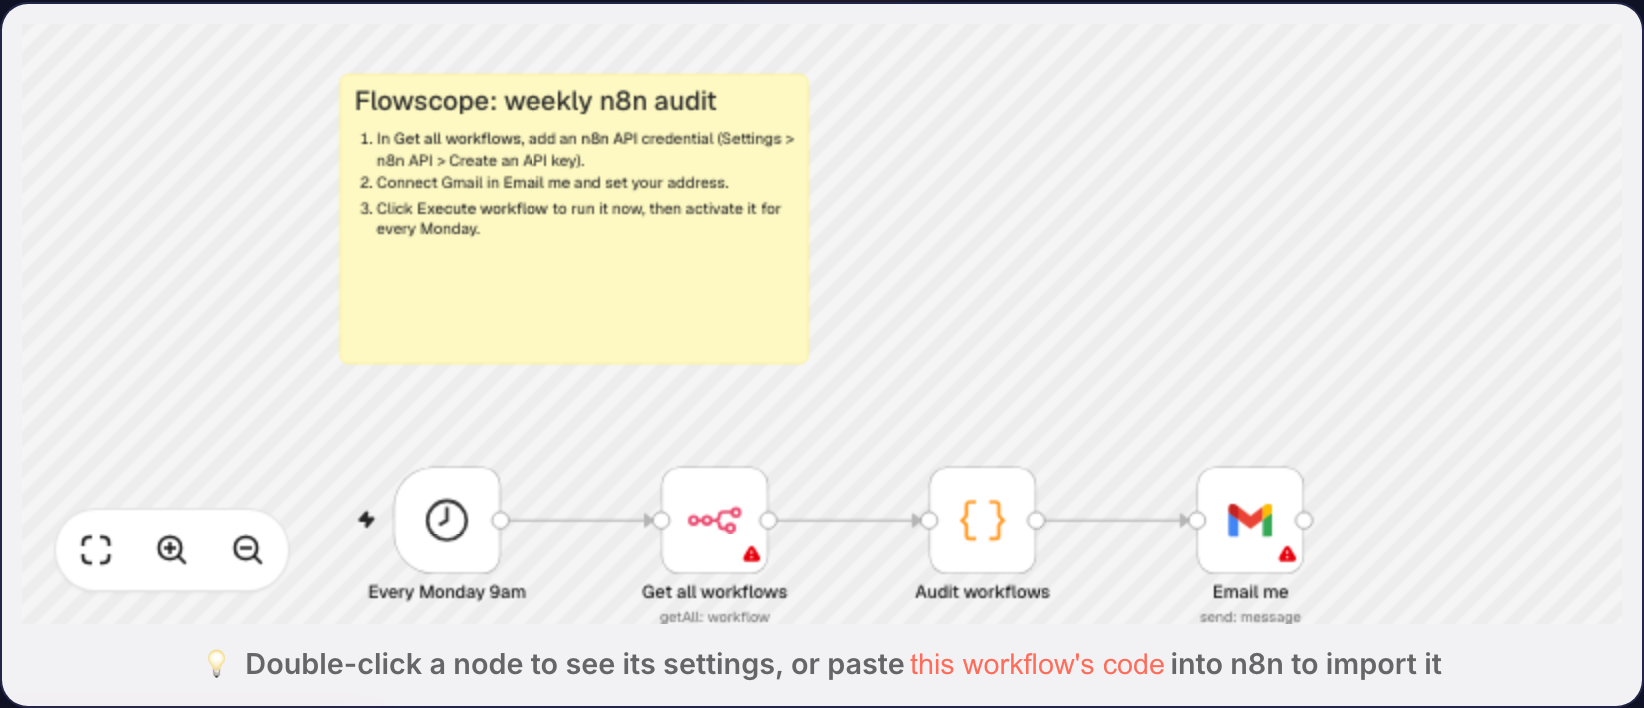 Flowscope: weekly n8n audit
1. In Get all workflows, add an n8n API credential (Settings >
n8n API > Create an API key).
2. Connect Gmail in Email me and set your address.
3. Click Execute workflow to run it now, then activate it for
every Monday.
Every Monday 9am
Get all workflows
getAll: workflow
Audit workflows
Email me
send: message
💡 Double-click a node to see its settings, or paste this workflow's code into n8n to import it